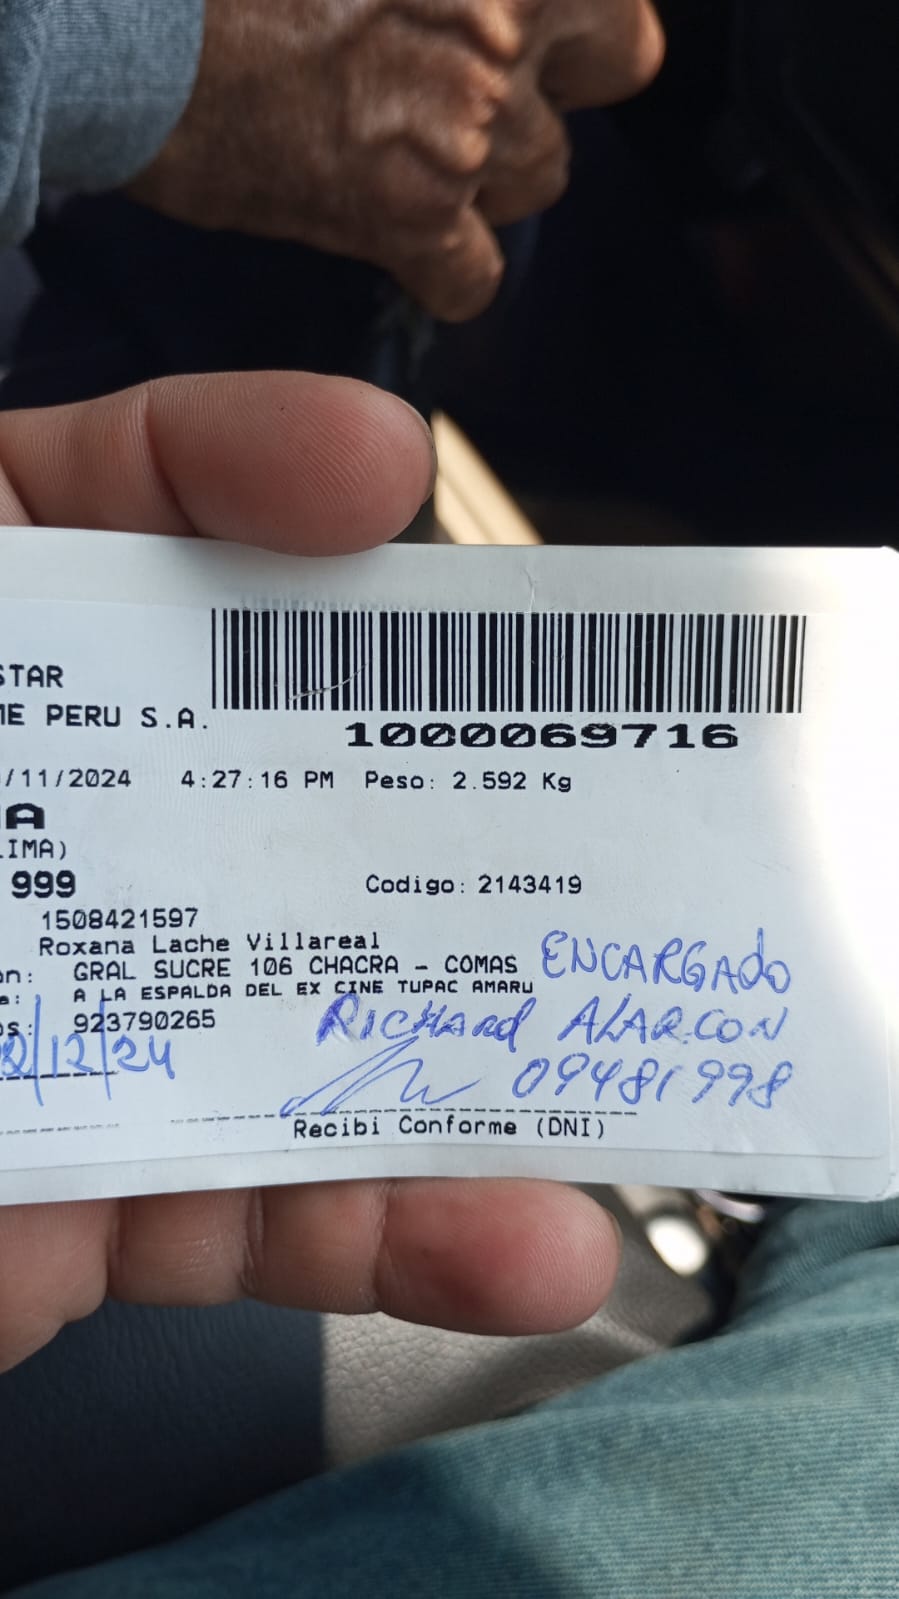 STAR
ME PERU S.A.
1000069716
/11/2024 4:27:16 PM Peso: 2.592 Kg
MA
LIMA)
999 Codigo: 2143419
1508421597
Roxana Lache Villareal
on: GRAL SUCRE 106 CHACRA - COMAS ENCARGADO
a: A LA ESPALDA DEL EX CINE TUPAC AMARU
os: 923790265 RICHARd ALARCON
02/12/24 09481998
Recibi Conforme (DNI)